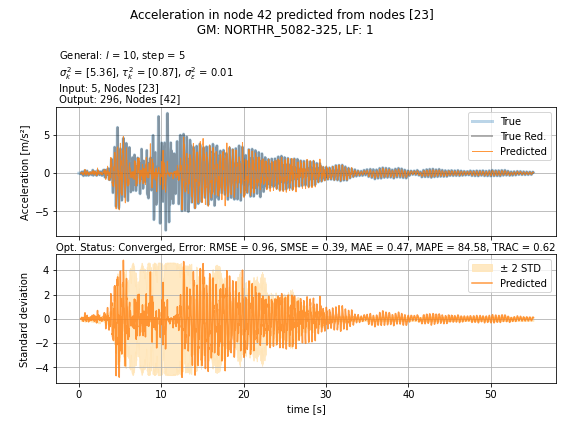 Acceleration in node 42 predicted from nodes [23]
GM: NORTHR_5082-325, LF: 1
General: l = 10, step = 5
σ²ₖ = [5.36], τ²ₖ = [0.87], σ²ε = 0.01
Input: 5, Nodes [23]
Output: 296, Nodes [42]
True
True Red.
Predicted
Acceleration [m/s²]
5
0
−5
Opt. Status: Converged, Error: RMSE = 0.96, SMSE = 0.39, MAE = 0.47, MAPE = 84.58, TRAC = 0.62
± 2 STD
Predicted
Standard deviation
4
2
0
−2
−4
0 10 20 30 40 50
time [s]